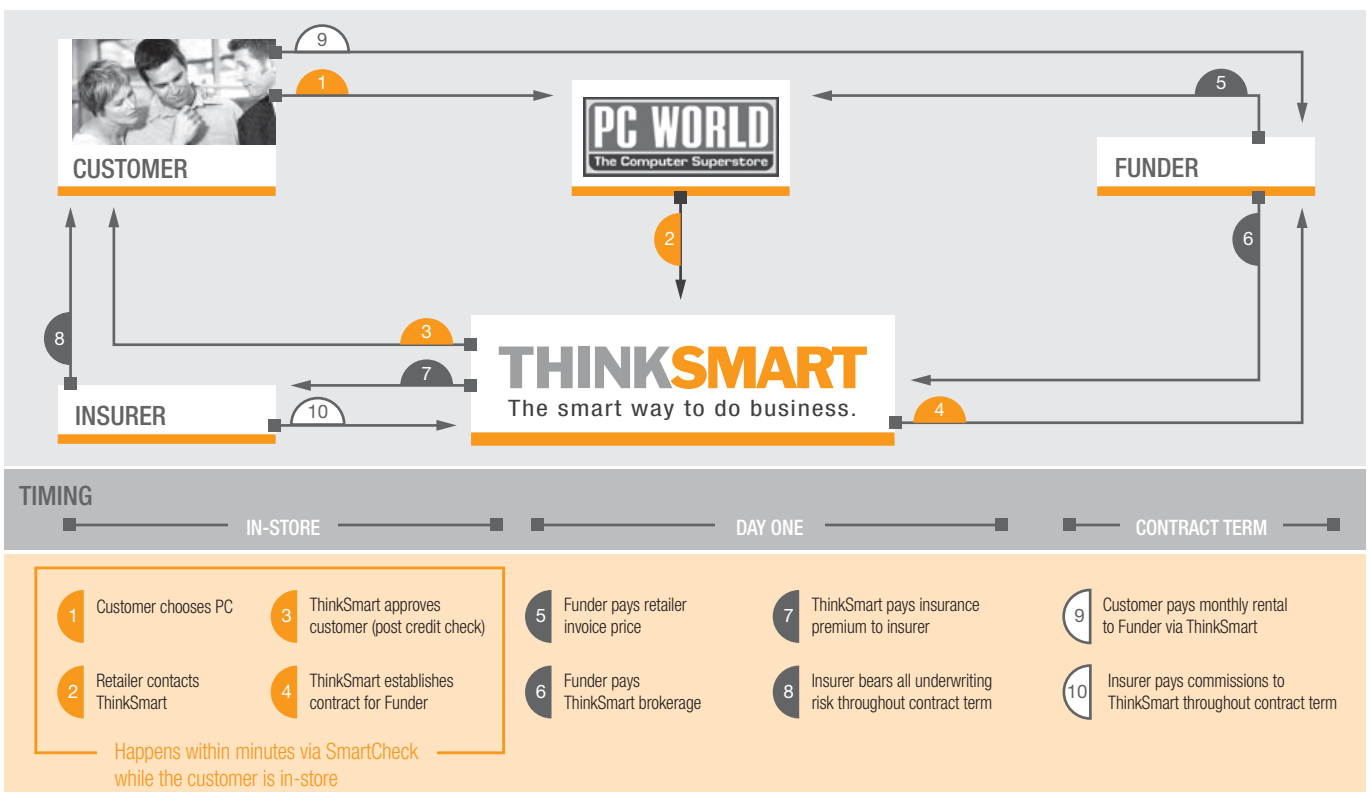 9
1
5
PC WORLD
The Computer Superstore
CUSTOMER
FUNDER
2
6
8
3
THINKSMART
The smart way to do business.
7
INSURER
10
4
TIMING
IN-STORE
DAY ONE
CONTRACT TERM
1
Customer chooses PC
2
Retailer contacts
ThinkSmart
3
ThinkSmart approves
customer (post credit check)
4
ThinkSmart establishes
contract for Funder
Happens within minutes via SmartCheck
while the customer is in-store
5
Funder pays retailer
invoice price
6
Funder pays
ThinkSmart brokerage
7
ThinkSmart pays insurance
premium to insurer
8
Insurer bears all underwriting
risk throughout contract term
9
Customer pays monthly rental
to Funder via ThinkSmart
10
Insurer pays commissions to
ThinkSmart throughout contract term